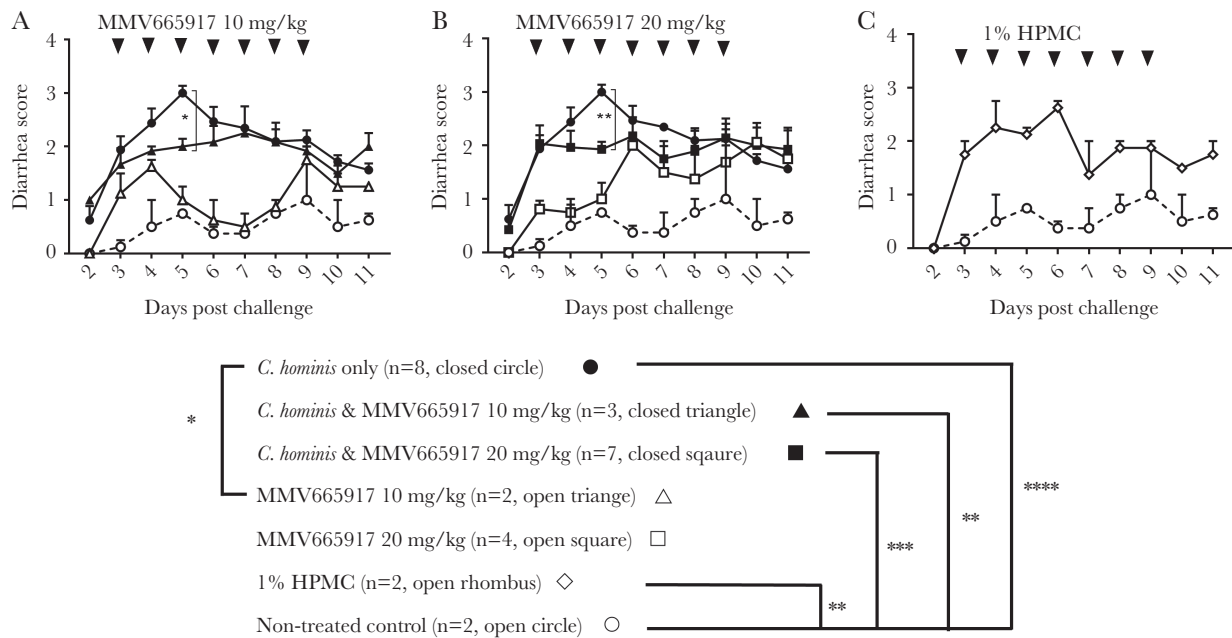 A
MMV665917 10 mg/kg
Diarrhea score
4
3
2
1
0
*
2 3 4 5 6 7 8 9 10 11
Days post challenge
B
MMV665917 20 mg/kg
Diarrhea score
4
3
2
1
0
**
2 3 4 5 6 7 8 9 10 11
Days post challenge
C
1% HPMC
Diarrhea score
4
3
2
1
0
2 3 4 5 6 7 8 9 10 11
Days post challenge
C. hominis only (n=8, closed circle)
C. hominis & MMV665917 10 mg/kg (n=3, closed triangle)
C. hominis & MMV665917 20 mg/kg (n=7, closed sqaure)
MMV665917 10 mg/kg (n=2, open triange)
MMV665917 20 mg/kg (n=4, open square)
1% HPMC (n=2, open rhombus)
Non-treated control (n=2, open circle)
*
****
**
***
**